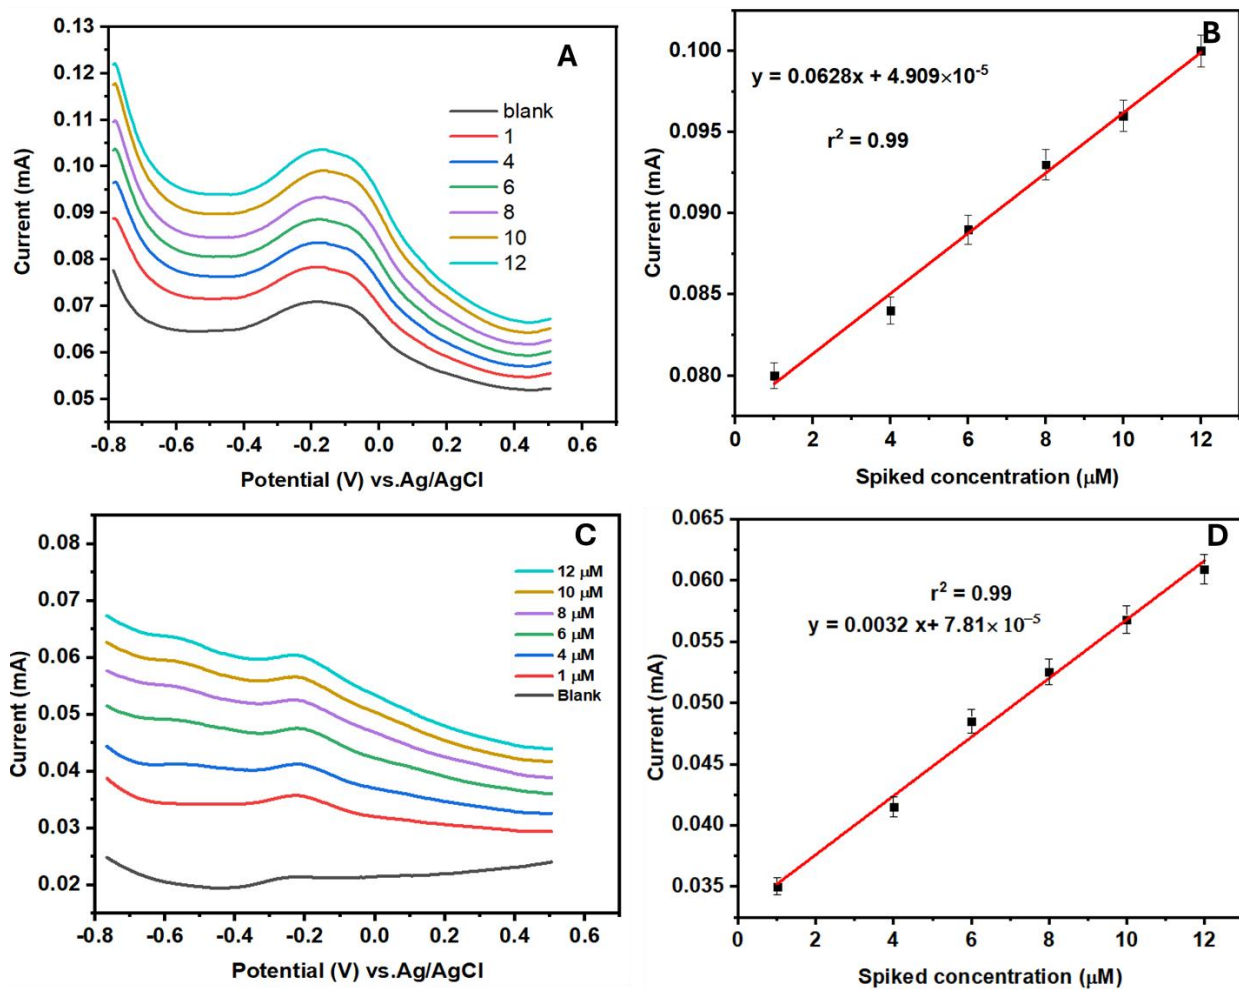 A
0.13
0.12
0.11
0.10
0.09
0.08
0.07
0.06
0.05
Current (mA)
blank
1
4
6
8
10
12
-0.8 -0.6 -0.4 -0.2 0.0 0.2 0.4 0.6
Potential (V) vs.Ag/AgCl
B
0.100
0.095
0.090
0.085
0.080
Current (mA)
y = 0.0628x + 4.909×10⁻⁵
r² = 0.99
0 2 4 6 8 10 12
Spiked concentration (μM)
C
0.08
0.07
0.06
0.05
0.04
0.03
0.02
Current (mA)
12 μM
10 μM
8 μM
6 μM
4 μM
1 μM
Blank
-0.8 -0.6 -0.4 -0.2 0.0 0.2 0.4 0.6
Potential (V) vs.Ag/AgCl
D
0.065
0.060
0.055
0.050
0.045
0.040
0.035
Current (mA)
r² = 0.99
y = 0.0032 x+ 7.81× 10⁻⁵
0 2 4 6 8 10 12
Spiked concentration (μM)